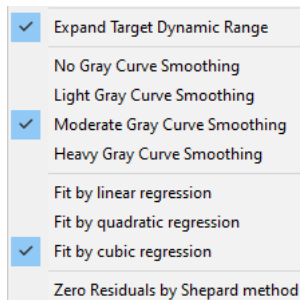 Expand Target Dynamic Range
No Gray Curve Smoothing
Light Gray Curve Smoothing
Moderate Gray Curve Smoothing
Heavy Gray Curve Smoothing
Fit by linear regression
Fit by quadratic regression
Fit by cubic regression
Zero Residuals by Shepard method